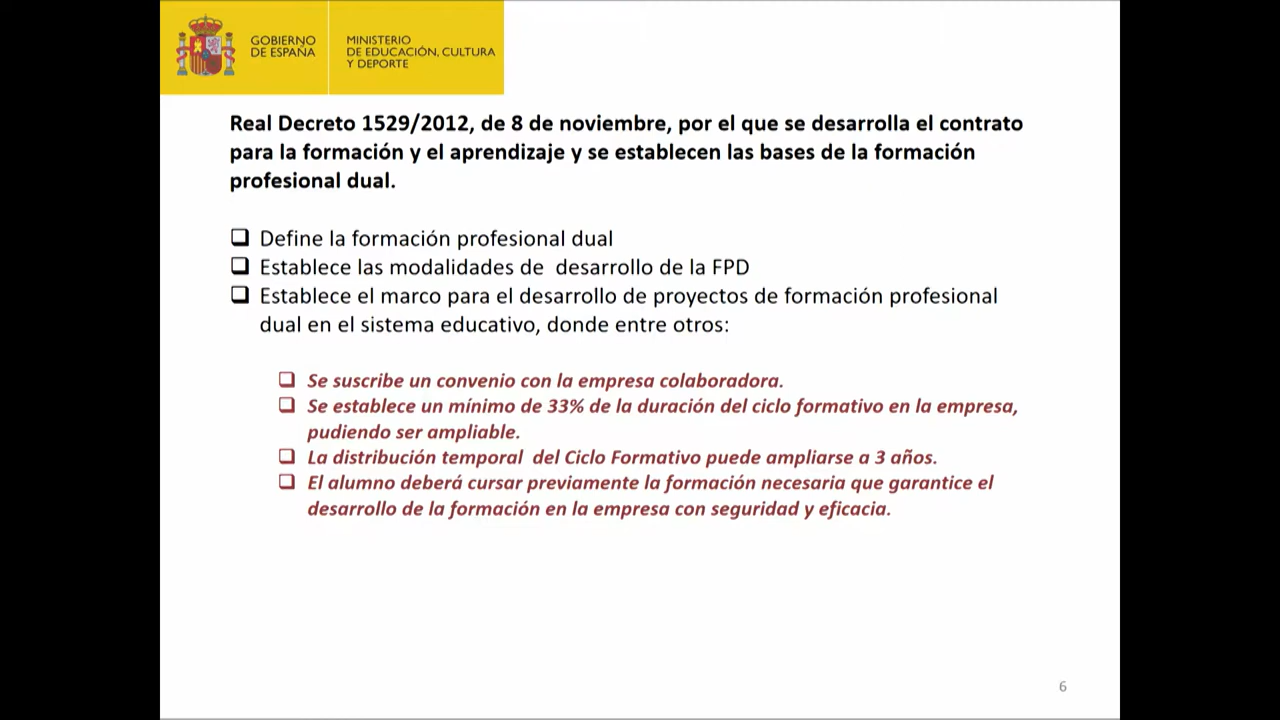 GOBIERNO
DE ESPAÑA
MINISTERIO
DE EDUCACIÓN, CULTURA
Y DEPORTE
Real Decreto 1529/2012, de 8 de noviembre, por el que se desarrolla el contrato
para la formación y el aprendizaje y se establecen las bases de la formación
profesional dual.
Define la formación profesional dual
Establece las modalidades de desarrollo de la FPD
Establece el marco para el desarrollo de proyectos de formación profesional
dual en el sistema educativo, donde entre otros:
Se suscribe un convenio con la empresa colaboradora.
Se establece un mínimo de 33% de la duración del ciclo formativo en la empresa,
pudiendo ser ampliable.
La distribución temporal del Ciclo Formativo puede ampliarse a 3 años.
El alumno deberá cursar previamente la formación necesaria que garantice el
desarrollo de la formación en la empresa con seguridad y eficacia.
6